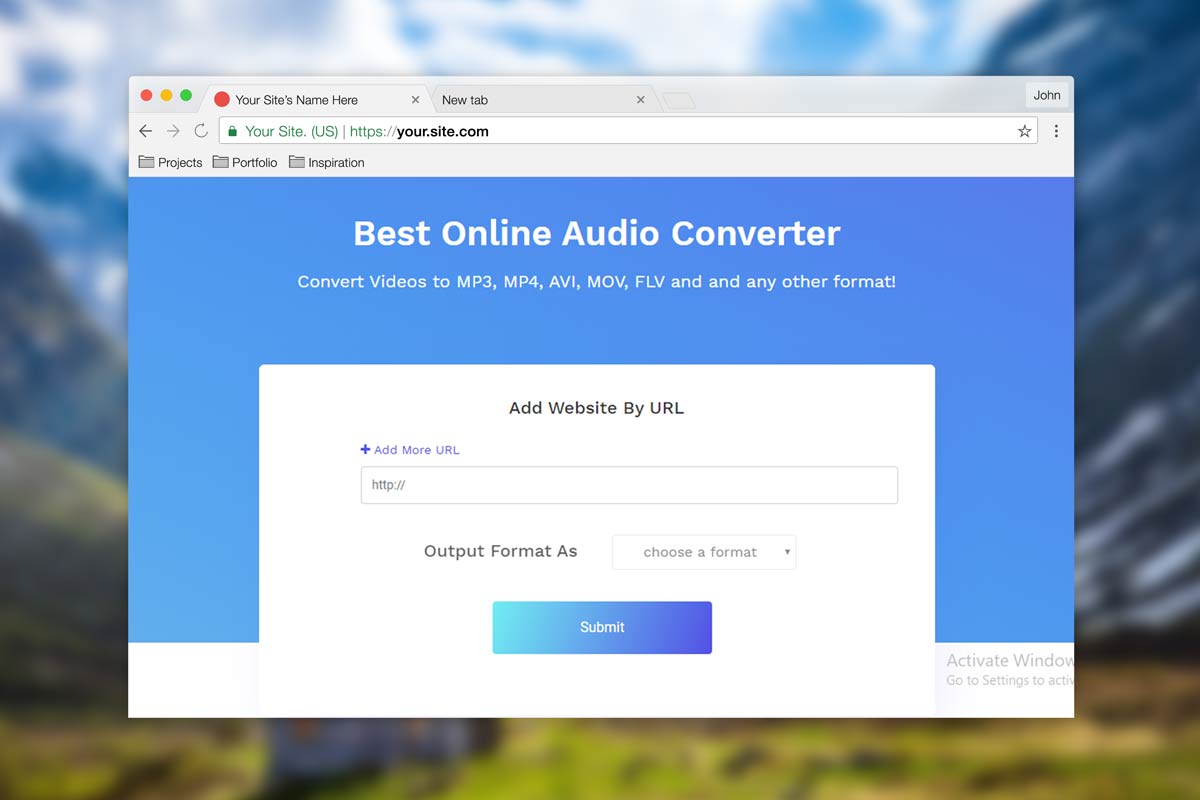 Your Site's Name Here
New tab
John
Your Site. (US) | https://your.site.com
Projects Portfolio Inspiration
Best Online Audio Converter
Convert Videos to MP3, MP4, AVI, MOV, FLV and and any other format!
Add Website By URL
+ Add More URL
http://
Output Format As choose a format
Submit
Activate Window
Go to Settings to activ